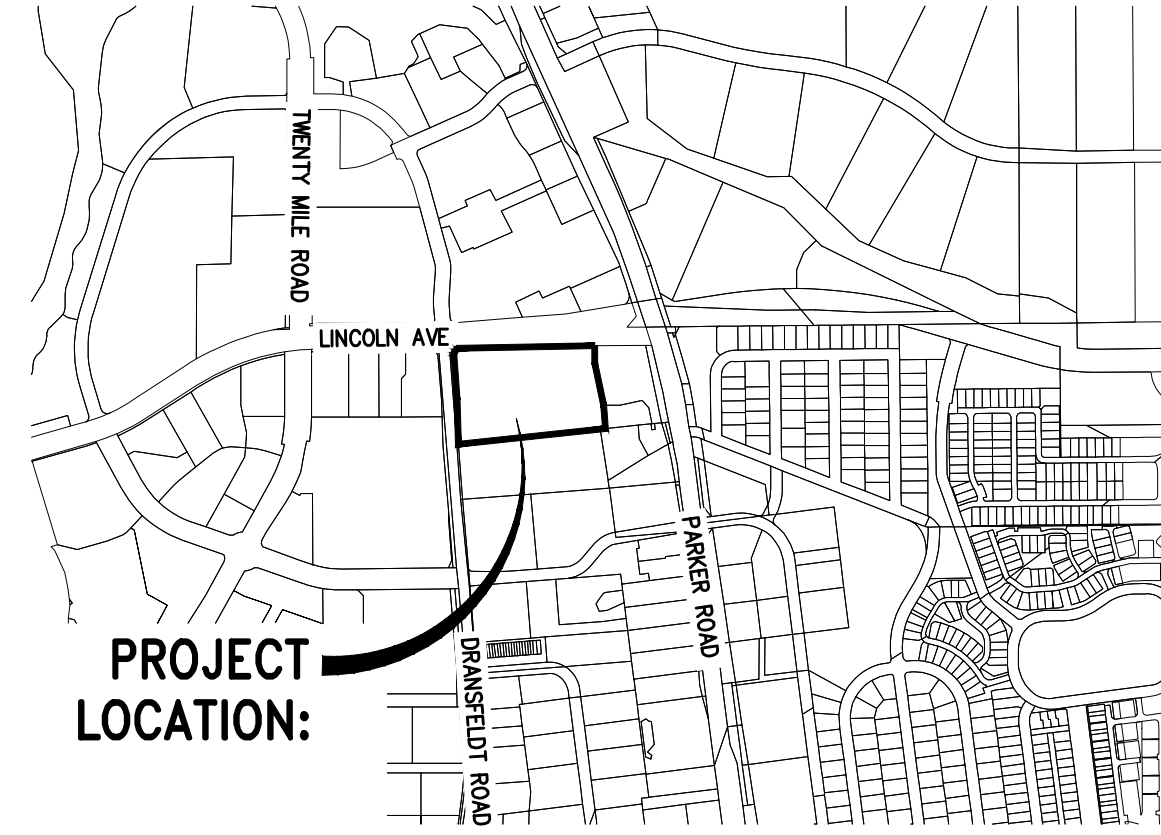 TWENTY MILE ROAD
LINCOLN AVE
PARKER ROAD
PROJECT
LOCATION:
DRANSFELDT ROAD